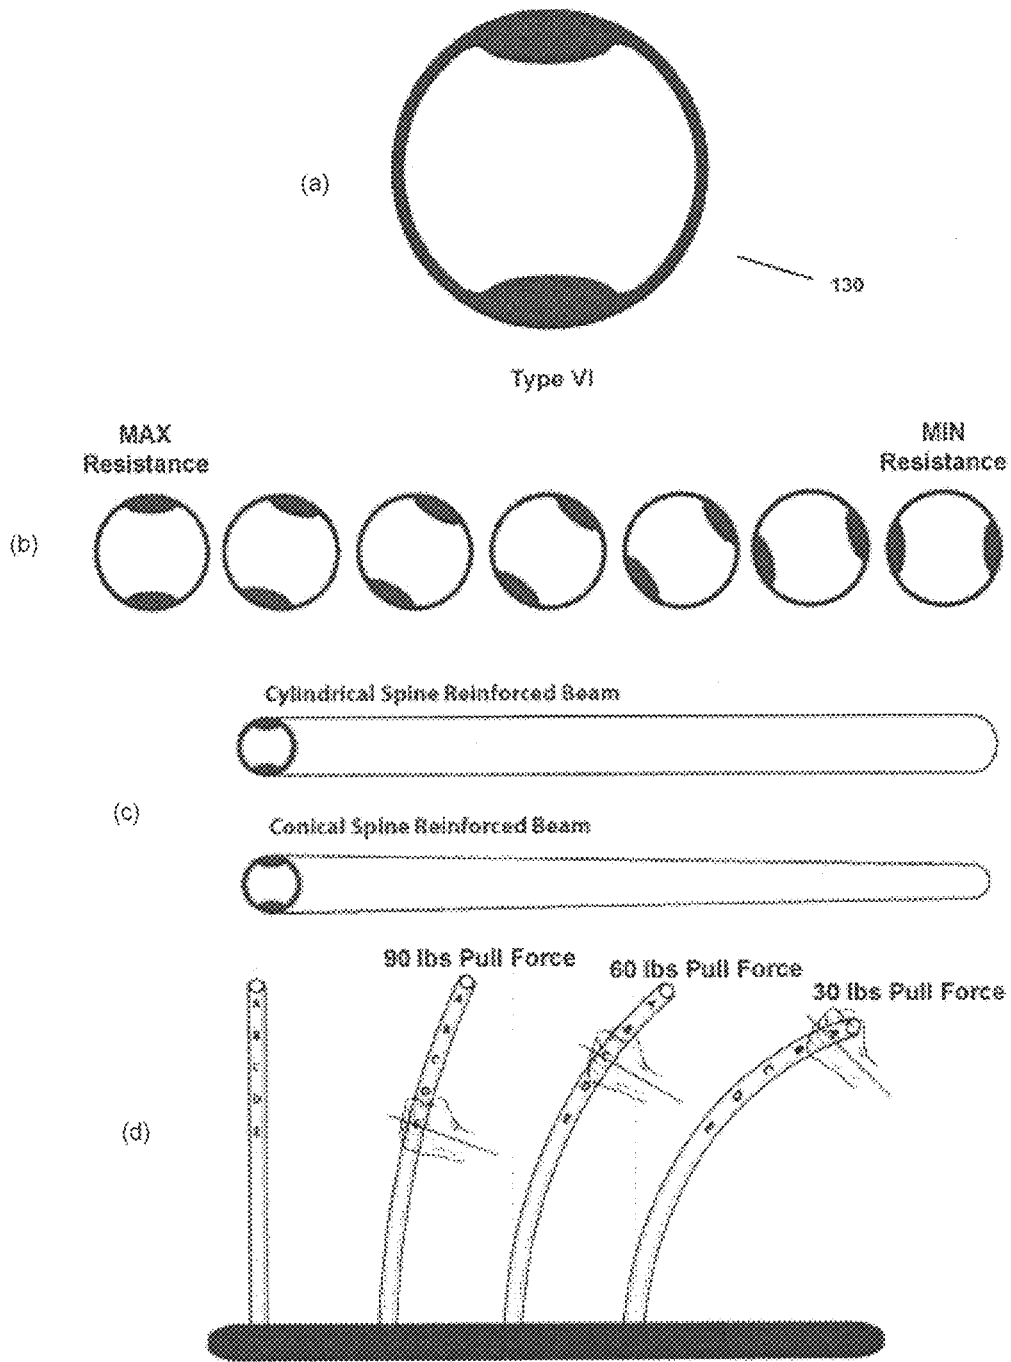 (a)
130
Type VI
MAX
Resistance
MIN
Resistance
(b)
Cylindrical Spine Reinforced Beam
(c)
Conical Spine Reinforced Beam
90 lbs Pull Force
60 lbs Pull Force
30 lbs Pull Force
(d)